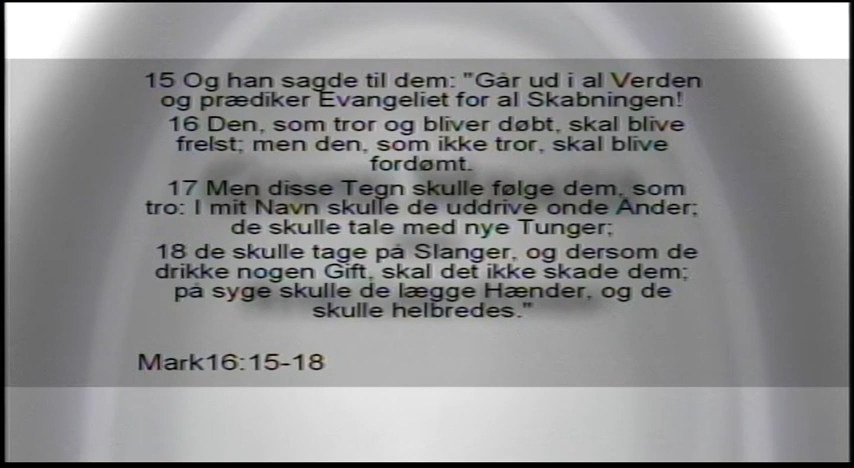 15 Og han sagde til dem: "Går ud i al Verden
og prædiker Evangeliet for al Skabningen!
16 Den, som tror og bliver døbt, skal blive
frelst; men den, som ikke tror, skal blive
fordømt.
17 Men disse Tegn skulle følge dem, som
tro: I mit Navn skulle de uddrive onde Ånder;
de skulle tale med nye Tunger;
18 de skulle tage på Slanger, og dersom de
drikke nogen Gift, skal det ikke skade dem;
på syge skulle de lægge Hænder, og de
skulle helbredes."
Mark16:15-18